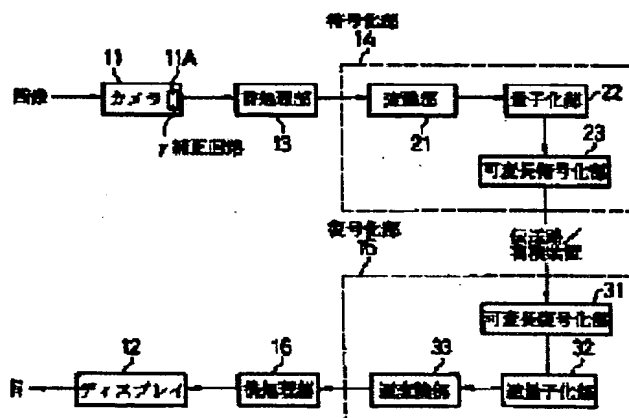 符号化部
14
11
11A
画像
カメラ
前処理部
変換部
量子化部
22
γ補正回路
13
21
23
可変長符号化部
伝送路/
蓄積装置
復号化部
15
31
可変長復号化部
12
16
33
32
目
ディスプレイ
後処理部
逆変換部
逆量子化部